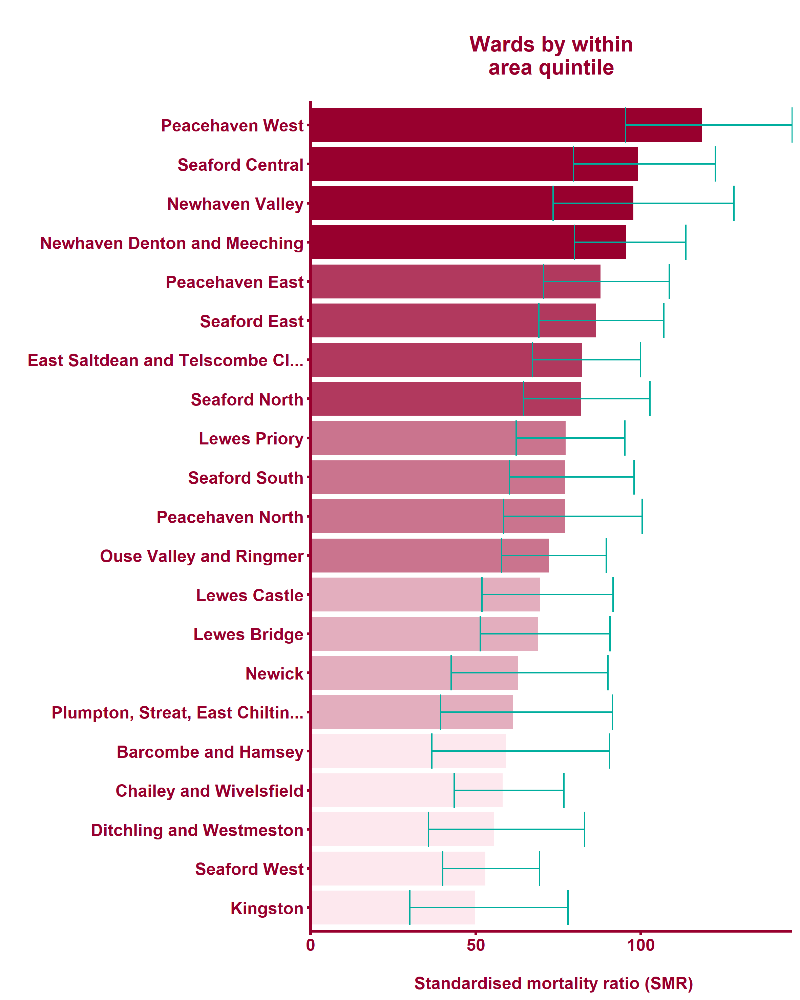 Wards by within
area quintile
Peacehaven West
Seaford Central
Newhaven Valley
Newhaven Denton and Meeching
Peacehaven East
Seaford East
East Saltdean and Telscombe Cl...
Seaford North
Lewes Priory
Seaford South
Peacehaven North
Ouse Valley and Ringmer
Lewes Castle
Lewes Bridge
Newick
Plumpton, Streat, East Chiltin...
Barcombe and Hamsey
Chailey and Wivelsfield
Ditchling and Westmeston
Seaford West
Kingston
0 50 100
Standardised mortality ratio (SMR)